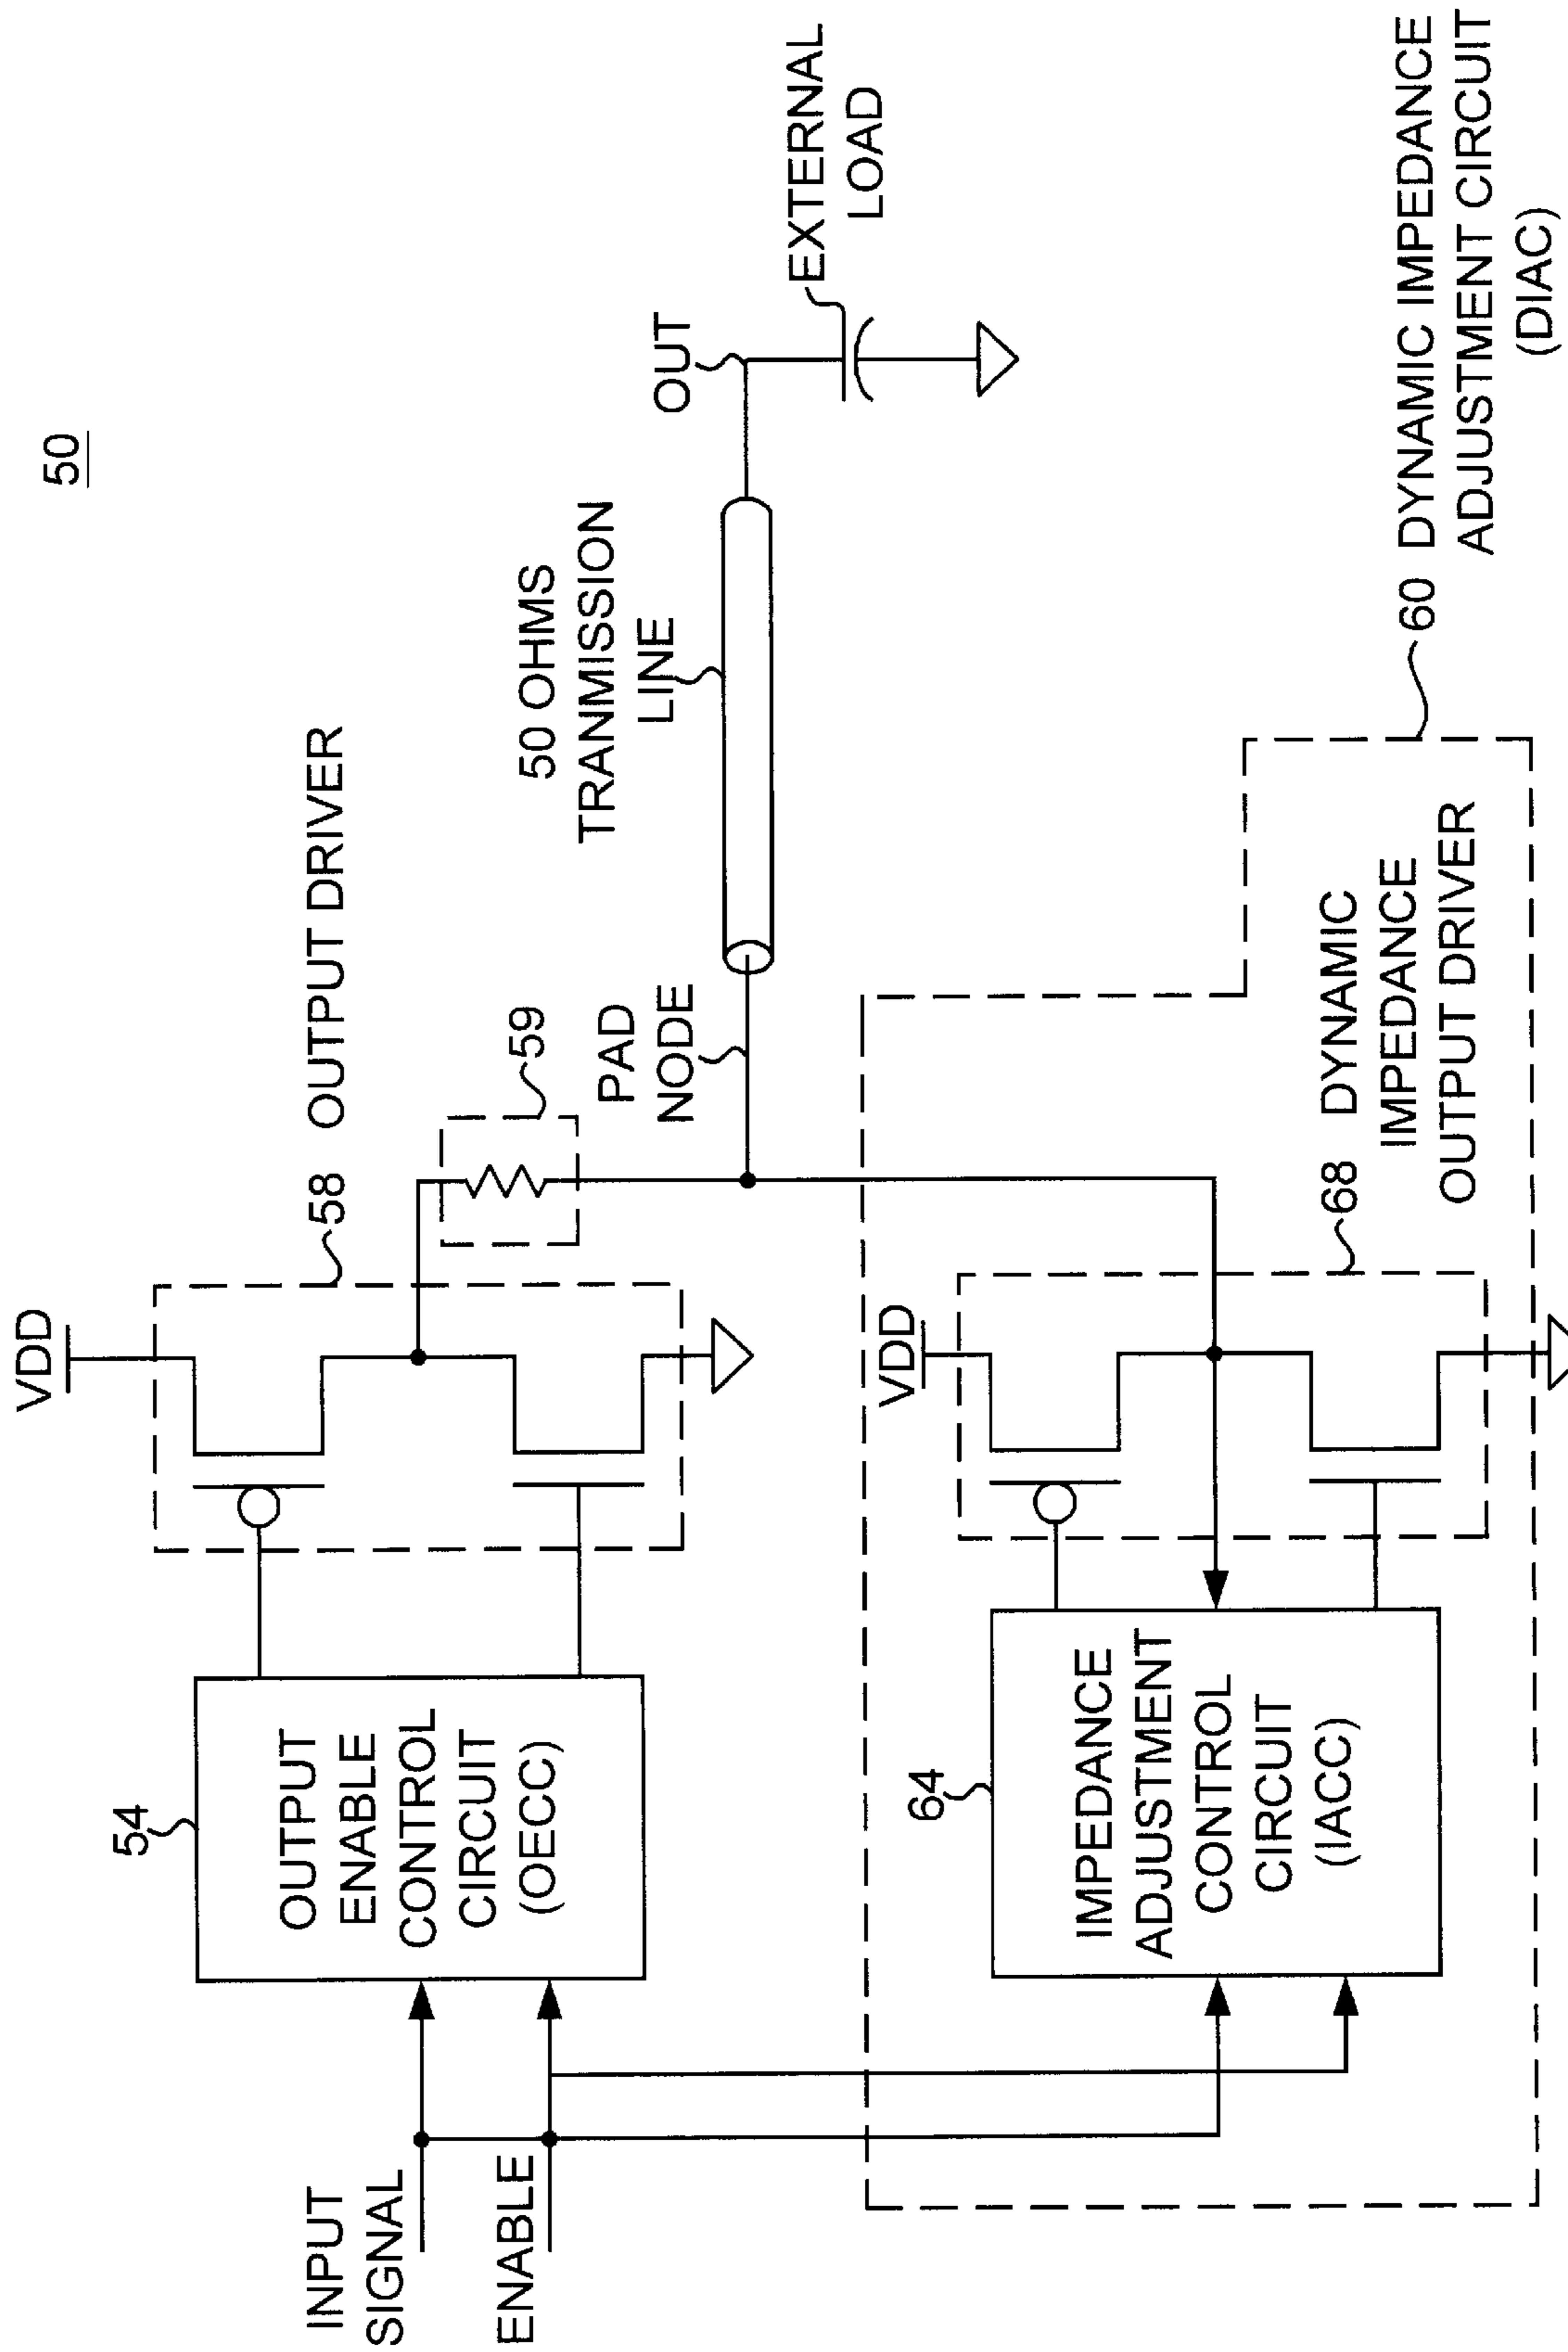 50
VDD
58 OUTPUT DRIVER
54
OUTPUT
ENABLE
CONTROL
CIRCUIT
(OECC)
INPUT
SIGNAL
ENABLE
59
PAD
NODE
50 OHMS
TRANMISSION
LINE
OUT
EXTERNAL
LOAD
VDD
64
IMPEDANCE
ADJUSTMENT
CONTROL
CIRCUIT
(IACC)
68 DYNAMIC
IMPEDANCE
OUTPUT DRIVER
60 DYNAMIC IMPEDANCE
ADJUSTMENT CIRCUIT
(DIAC)